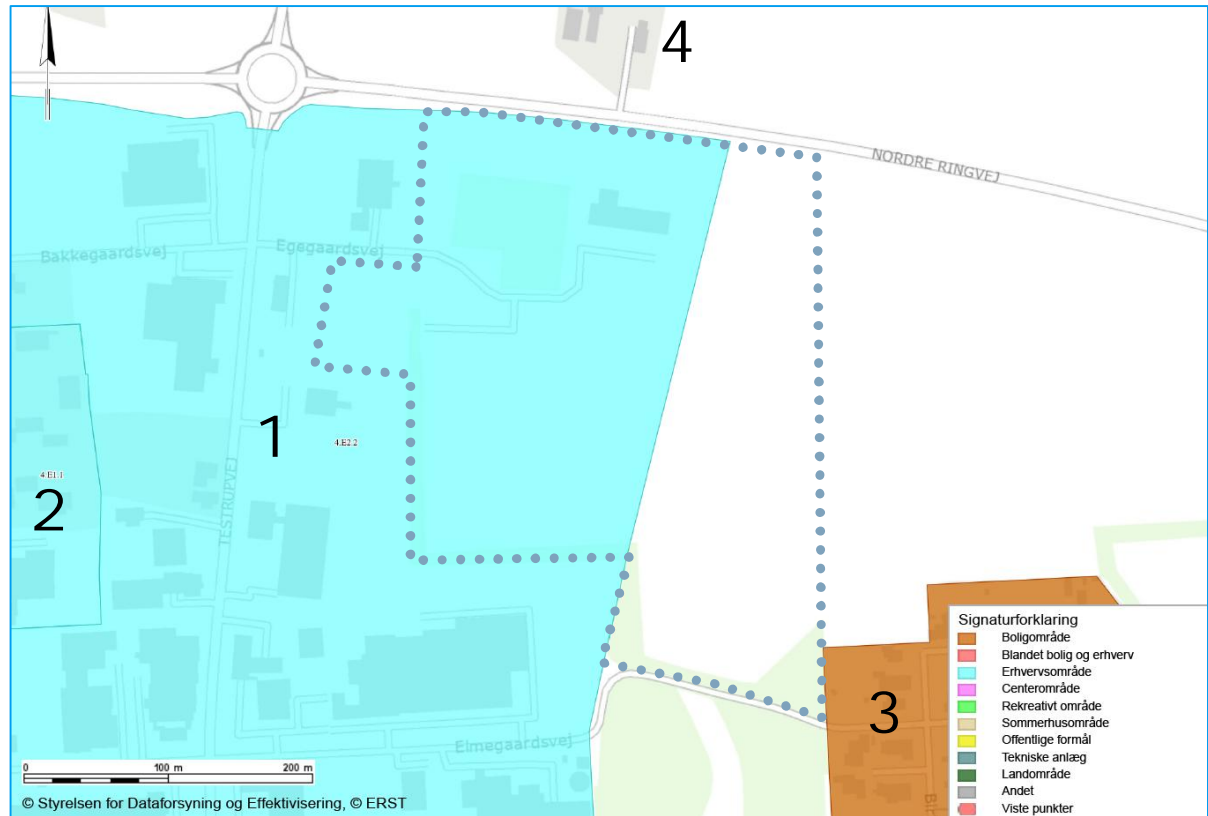 4
NORDRE RINGVEJ
Bakkegaardsvej
Egegaardsvej
1
4.E2.2
4.E1.1
2
TESTRUPVEJ
3
Elmegaardsvej
0 100 m 200 m
© Styrelsen for Dataforsyning og Effektivisering, © ERST
Signaturforklaring
Boligområde
Blandet bolig og erhverv
Erhvervsområde
Centerområde
Rekreativt område
Sommerhusområde
Offentlige formål
Tekniske anlæg
Landområde
Andet
Viste punkter